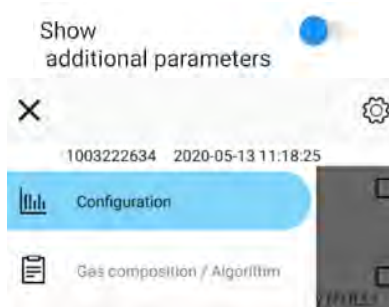 Show
additional parameters
1003222634 2020-05-13 11:18:25
Configuration
Gas composition / Algorithm